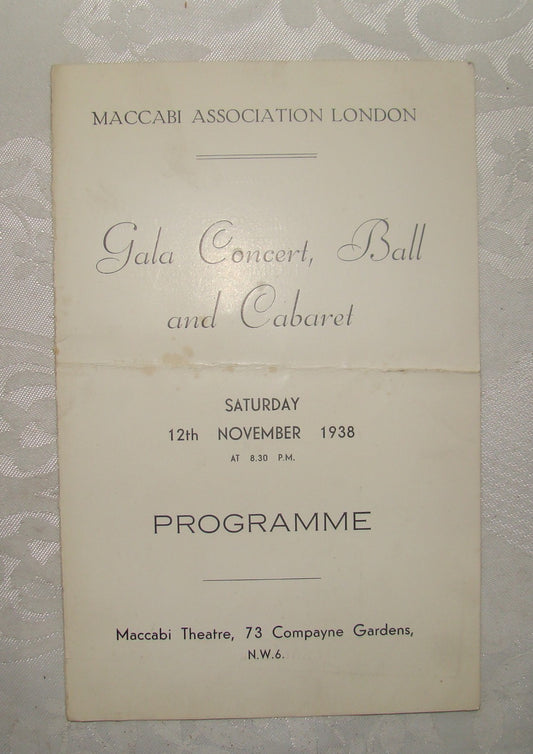 MACCABI ASSOCIATION LONDON
Gala Concert, Ball
and Cabaret
SATURDAY
12th NOVEMBER 1938
AT 8.30 P.M.
PROGRAMME
Maccabi Theatre, 73 Compayne Gardens,
N.W.6.